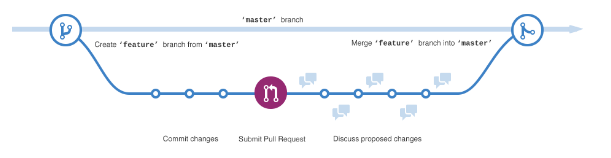 ‘master’ branch
Create ‘feature’ branch from ‘master’
Merge ‘feature’ branch into ‘master’
Commit changes
Submit Pull Request
Discuss proposed changes